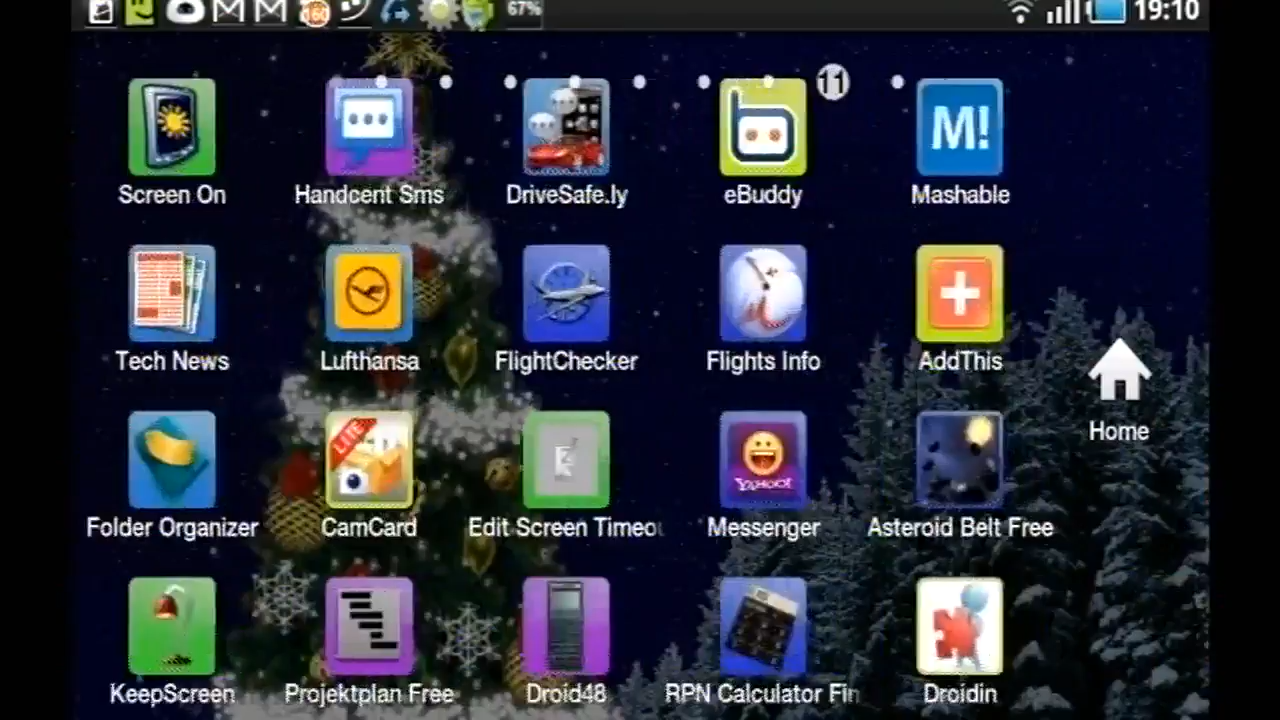 67%
19:10
11
M!
Screen On
Handcent Sms
DriveSafe.ly
eBuddy
Mashable
Tech News
Lufthansa
FlightChecker
Flights Info
AddThis
Home
LITE
YAHOO!
Folder Organizer
CamCard
Edit Screen Timeou
Messenger
Asteroid Belt Free
KeepScreen
Projektplan Free
Droid48
RPN Calculator Fin
Droidin